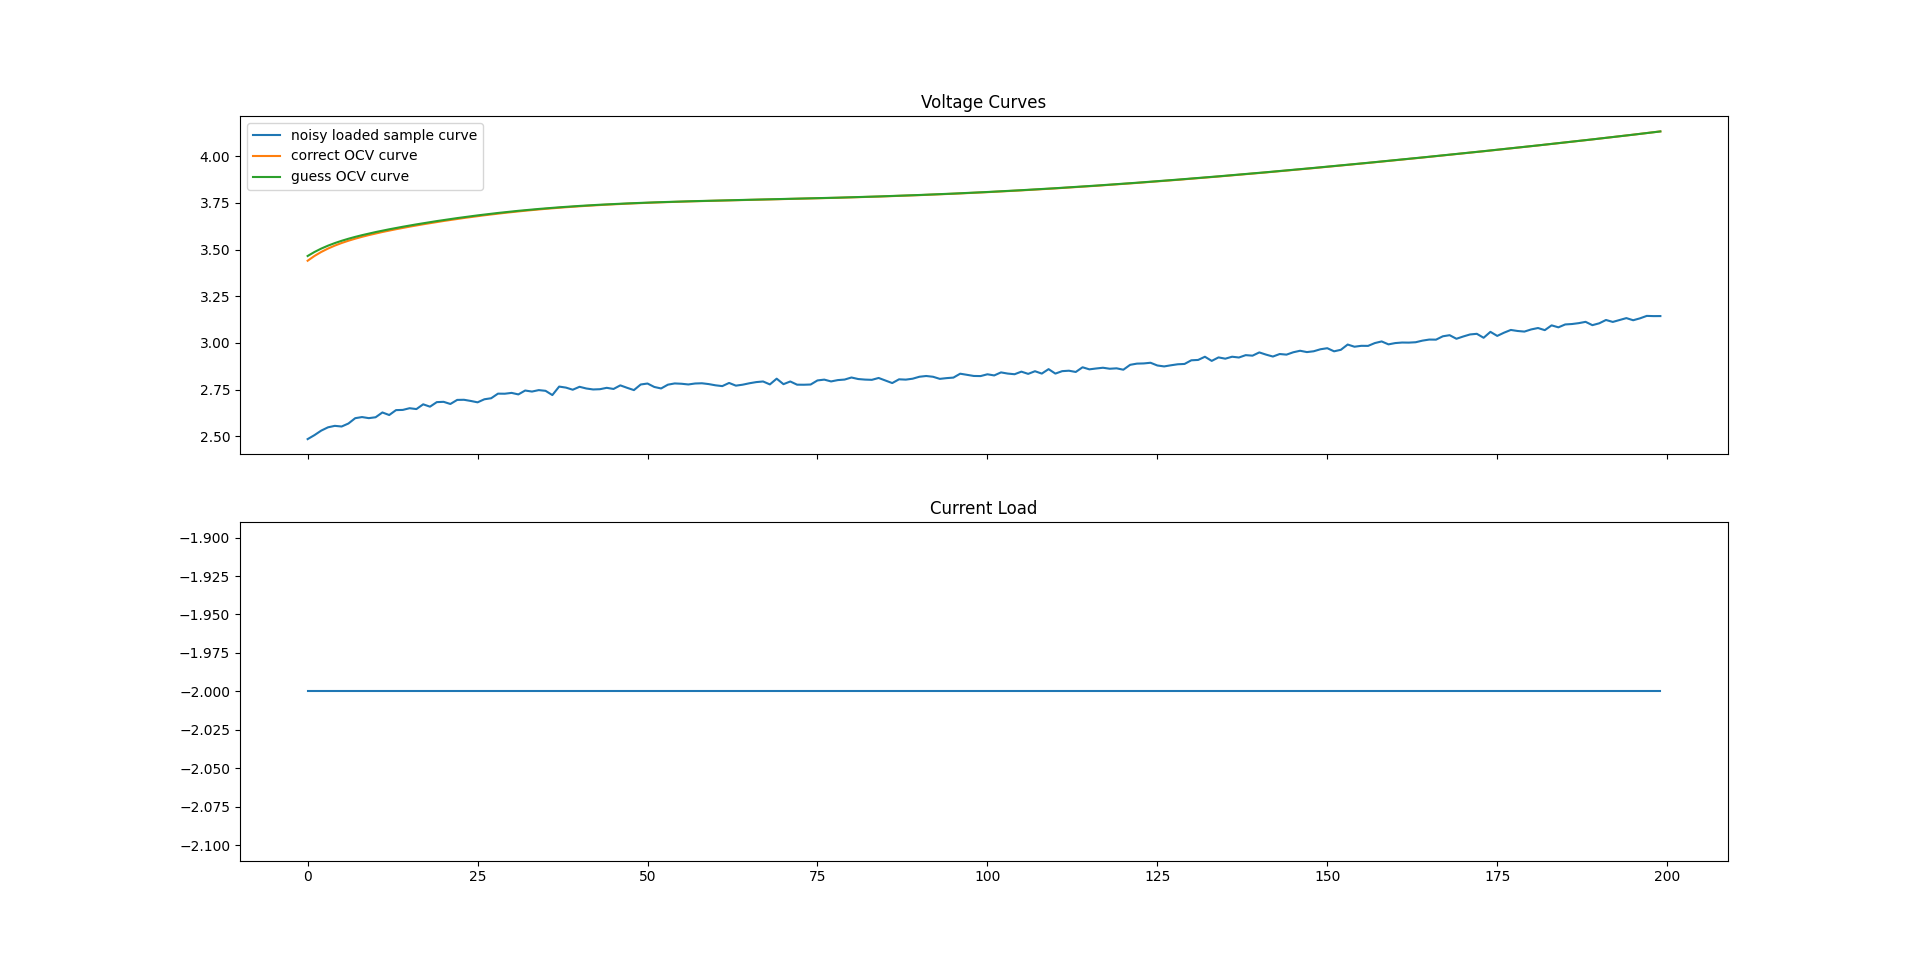 Voltage Curves
noisy loaded sample curve
correct OCV curve
guess OCV curve
4.00
3.75
3.50
3.25
3.00
2.75
2.50
Current Load
−1.900
−1.925
−1.950
−1.975
−2.000
−2.025
−2.050
−2.075
−2.100
0 25 50 75 100 125 150 175 200